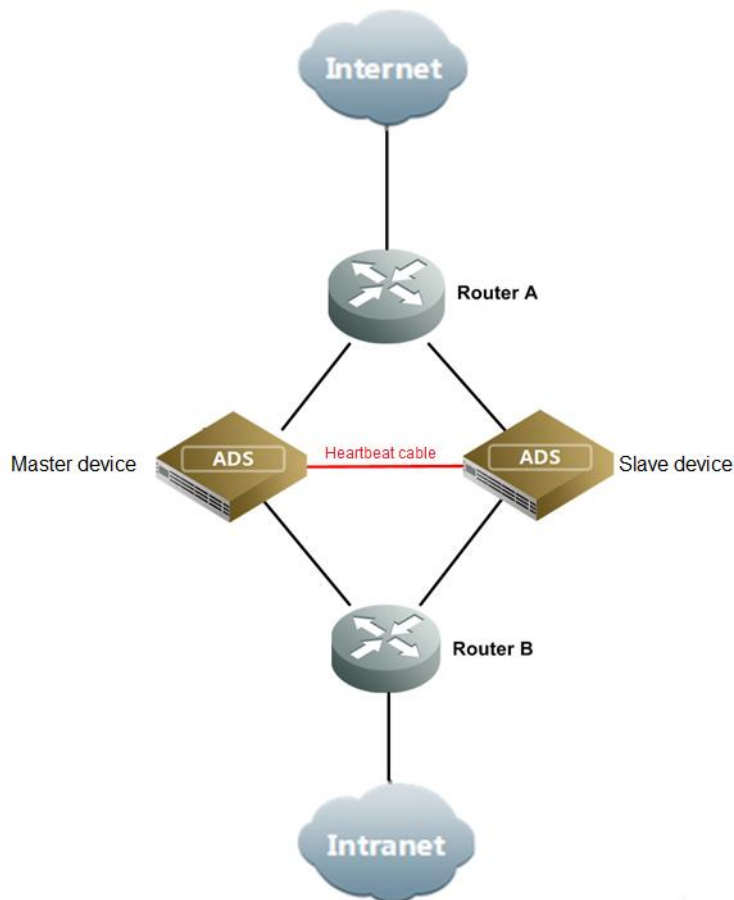 Internet
Router A
Heartbeat cable
Master device
ADS
ADS
Slave device
Router B
Intranet